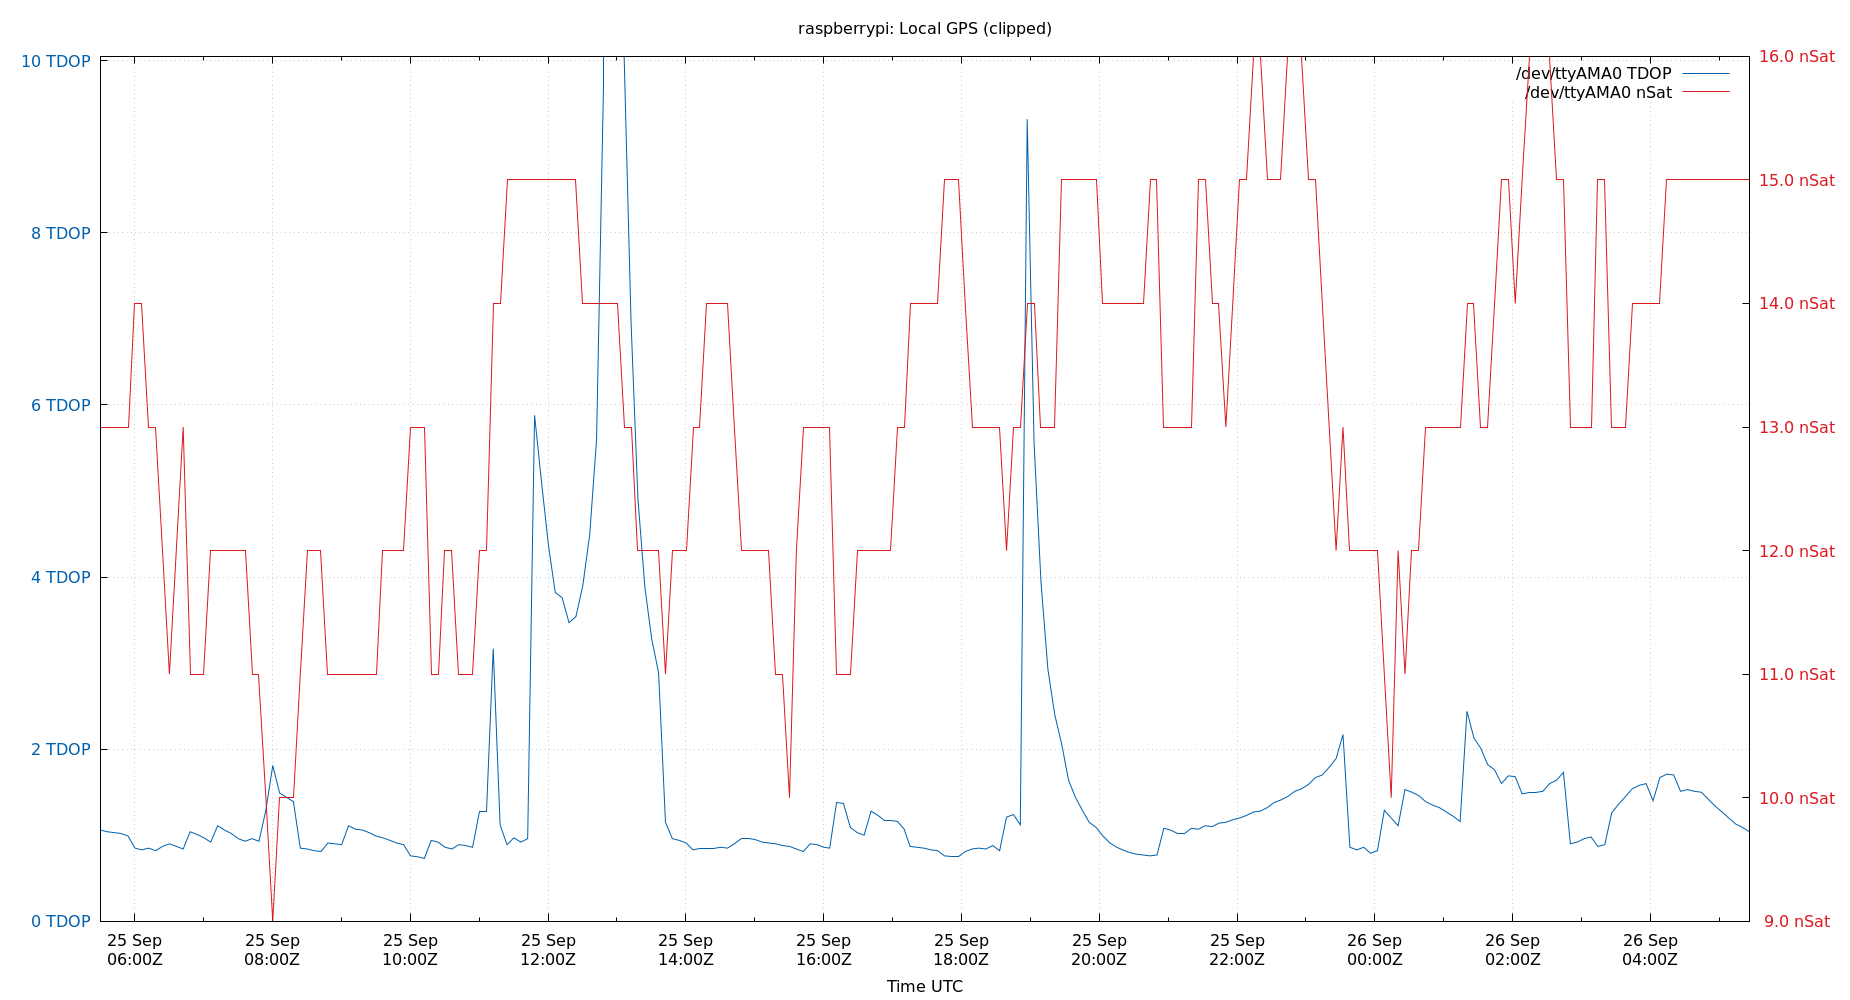 raspberrypi: Local GPS (clipped)
10 TDOP
8 TDOP
6 TDOP
4 TDOP
2 TDOP
0 TDOP
16.0 nSat
15.0 nSat
14.0 nSat
13.0 nSat
12.0 nSat
11.0 nSat
10.0 nSat
9.0 nSat
/dev/ttyAMA0 TDOP
/dev/ttyAMA0 nSat
25 Sep
06:00Z
25 Sep
08:00Z
25 Sep
10:00Z
25 Sep
12:00Z
25 Sep
14:00Z
25 Sep
16:00Z
25 Sep
18:00Z
25 Sep
20:00Z
25 Sep
22:00Z
26 Sep
00:00Z
26 Sep
02:00Z
26 Sep
04:00Z
Time UTC